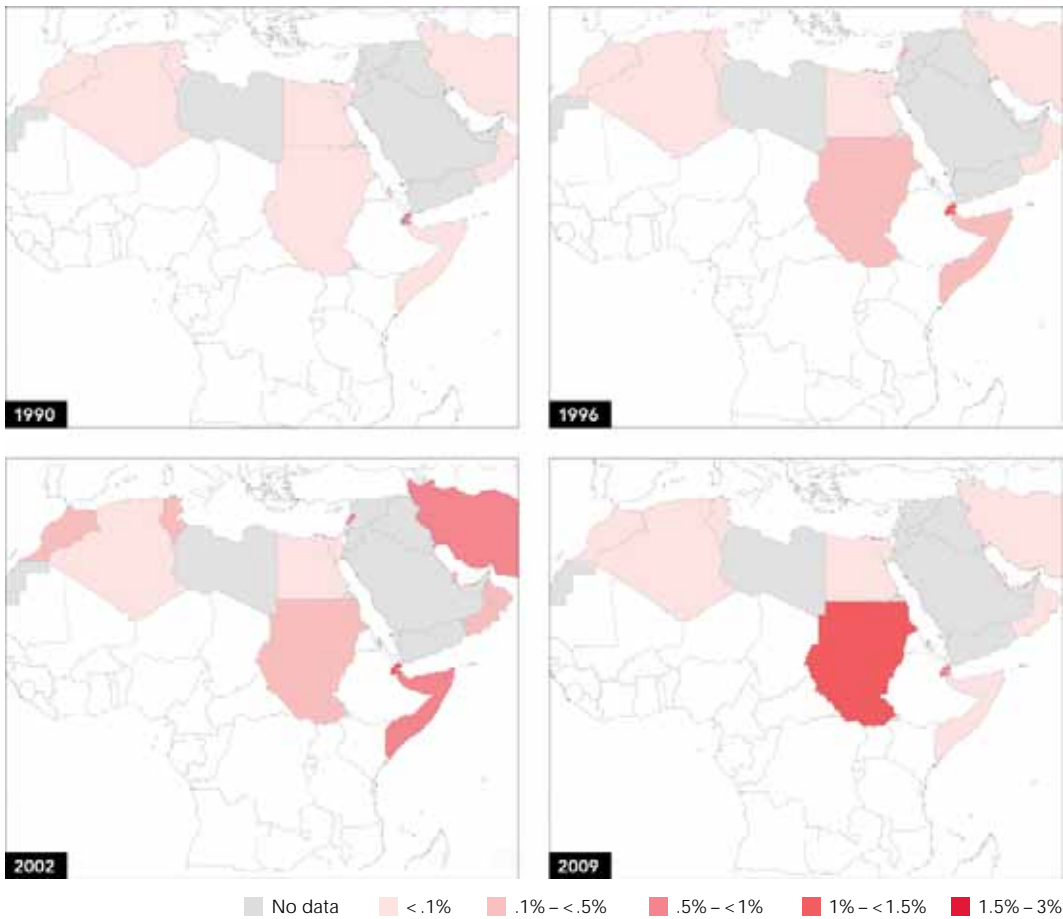 1990
1996
2002
2009
No data < .1% .1% – < .5% .5% – < 1% 1% – < 1.5% 1.5% – 3%